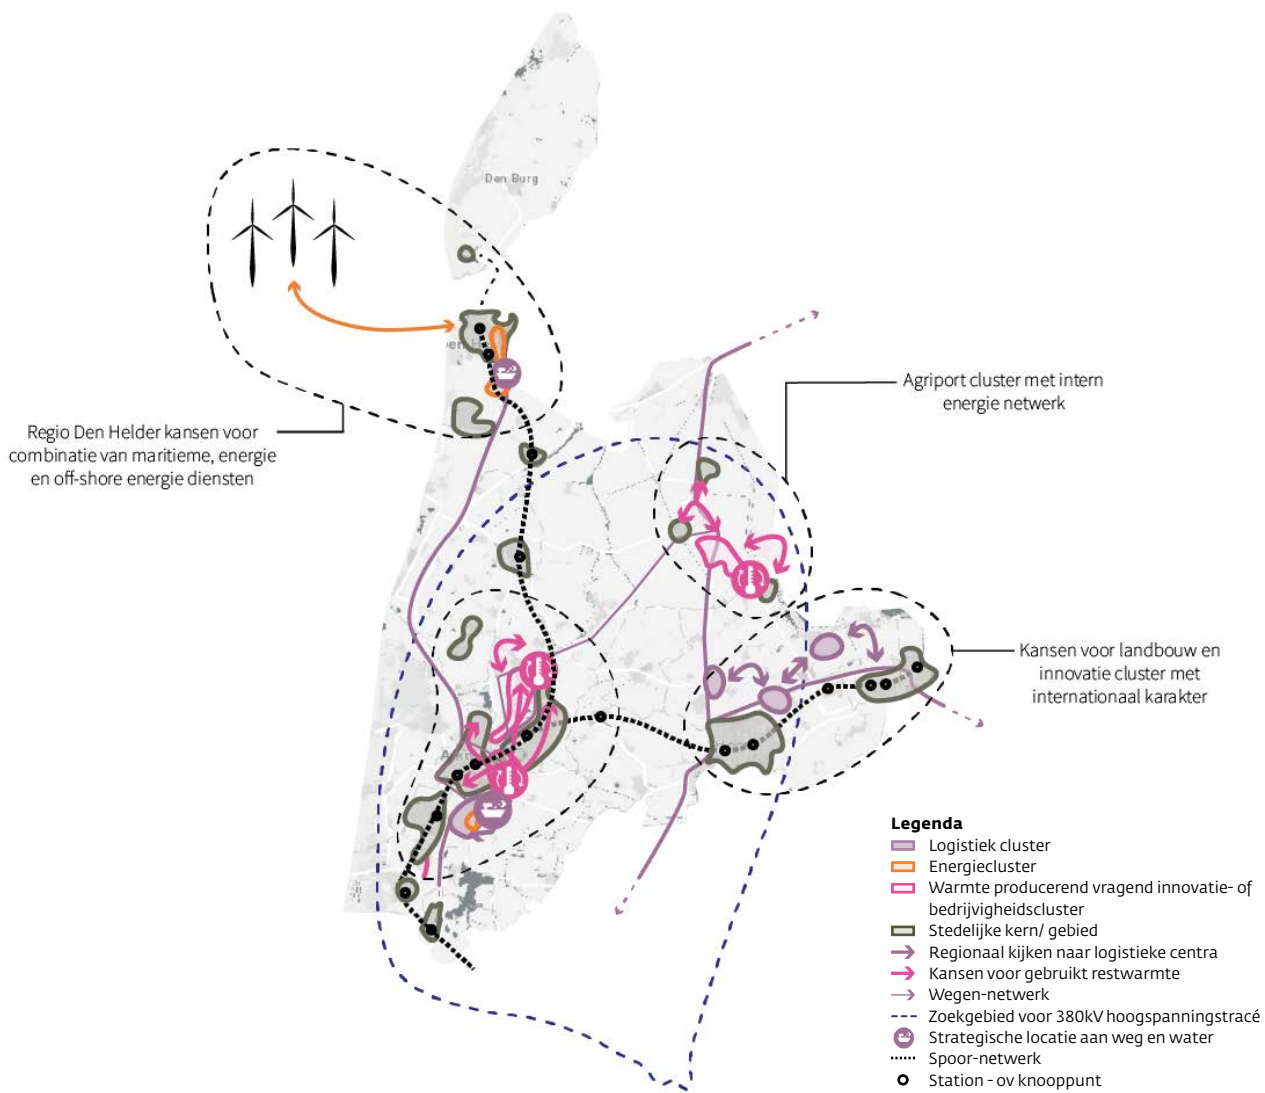 Den Burg
Regio Den Helder kansen voor
combinatie van maritieme, energie
en off-shore energie diensten
Agriport cluster met intern
energie netwerk
Kansen voor landbouw en
innovatie cluster met
internationaal karakter
Legenda
Logistiek cluster
Energiecluster
Warmte producerend vragend innovatie- of
bedrijvigheidscluster
Stedelijke kern/ gebied
Regionaal kijken naar logistieke centra
Kansen voor gebruikt restwarmte
Wegen-netwerk
Zoekgebied voor 380kV hoogspanningstracé
Strategische locatie aan weg en water
Spoor-netwerk
Station - ov knooppunt